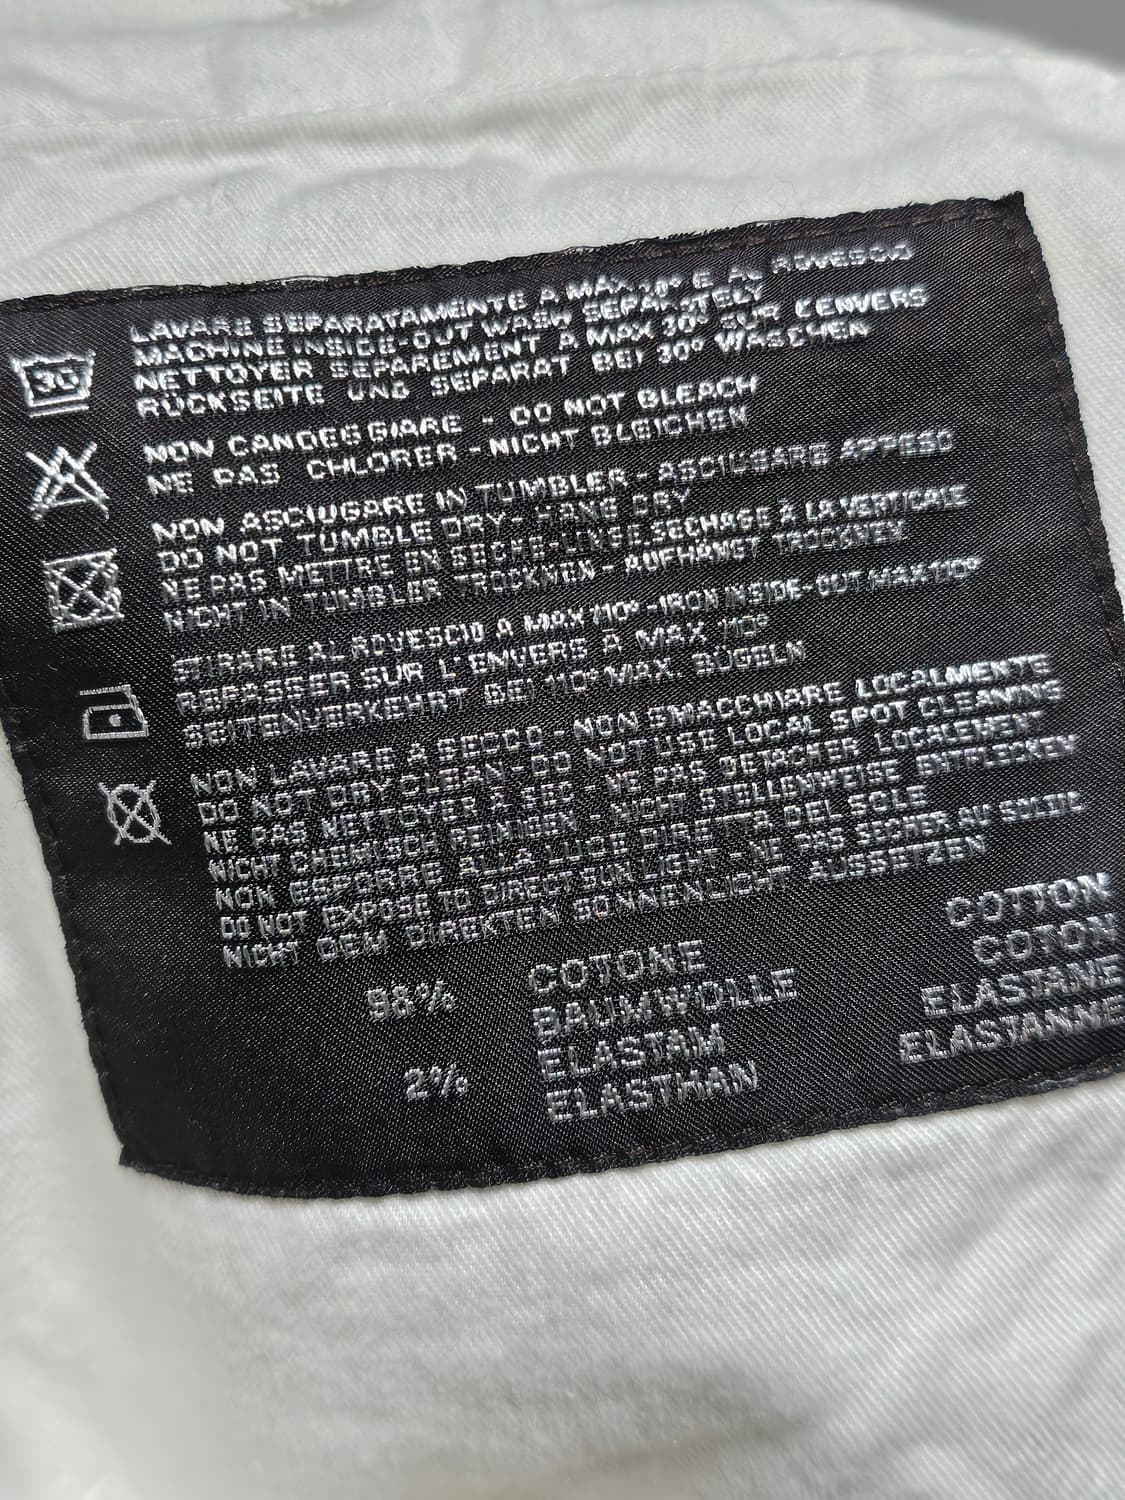 LAVARE SEPARATAMENTE A MAX 30° E AL ROVESCIO
MACHINE INSIDE-OUT WASH SEPARATELY
NETTOYER SEPAREMENT A MAX 30° SUR L'ENVERS
RÜCKSEITE UND SEPARAT BEI 30° WASCHEN
30
NON CANDEGGIARE - DO NOT BLEACH
NE PAS CHLORER - NICHT BLEICHEN
NON ASCIUGARE IN TUMBLER - ASCIUGARE APPESO
DO NOT TUMBLE DRY - HANG DRY
NE PAS METTRE EN SECHE-LINGE SECHAGE À LA VERTICALE
NICHT IN TUMBLER TROCKNEN - AUFHÄNGT TROCKNEN
STIRARE AL ROVESCIO A MAX 110° - IRON INSIDE-OUT MAX 110°
REPASSER SUR L'ENVERS À MAX 110°
SEITENVERKEHRT BEI 110° MAX. BÜGELN
NON LAVARE A SECCO - NON SMACCHIARE LOCALMENTE
DO NOT DRY CLEAN - DO NOT USE LOCAL SPOT CLEANING
NE PAS NETTOYER A SEC - NE PAS DETACHER LOCALEMENT
NICHT CHEMISCH REINIGEN - NICHT STELLENWEISE ENTFLECKEN
NON ESPORRE ALLA LUCE DIRETTA DEL SOLE
DO NOT EXPOSE TO DIRECT SUN LIGHT - NE PAS SECHER AU SOLEIL
NICHT DEM DIREKTEN SONNENLICHT AUSSETZEN
98% COTONE COTTON
BAUMWOLLE COTON
2% ELASTAM ELASTANE
ELASTHAN ELASTANNE